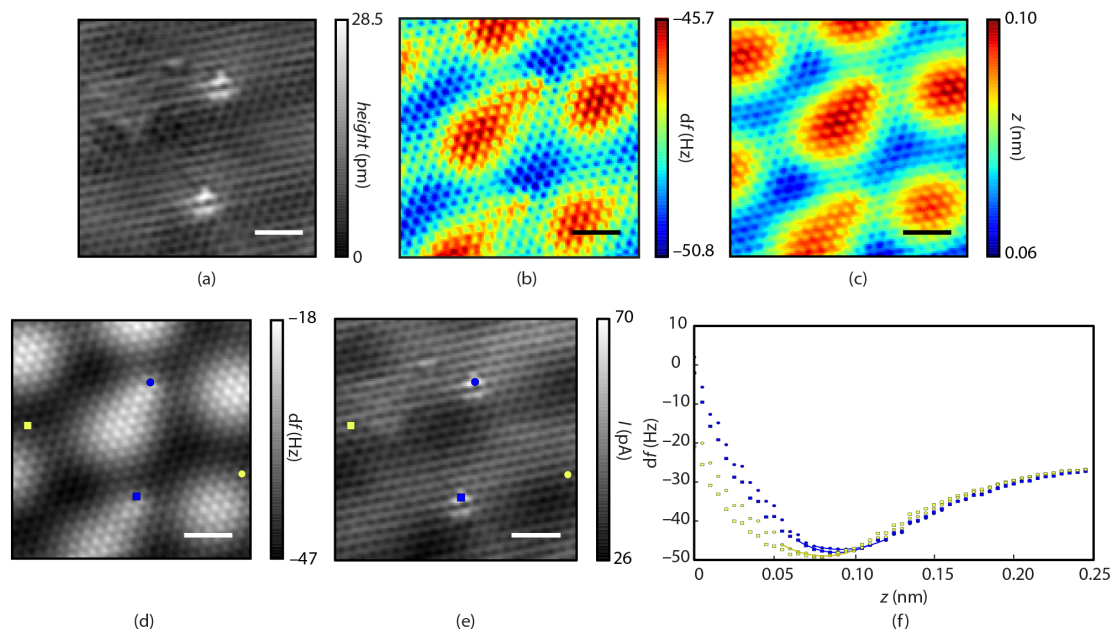 28.5
height (pm)
0
(a)
−45.7
df (Hz)
−50.8
(b)
0.10
z (nm)
0.06
(c)
−18
df (Hz)
−47
(d)
70
I (pA)
26
(e)
10
0
−10
−20
−30
−40
−50
df (Hz)
0
0.05
0.10
0.15
0.20
0.25
z (nm)
(f)